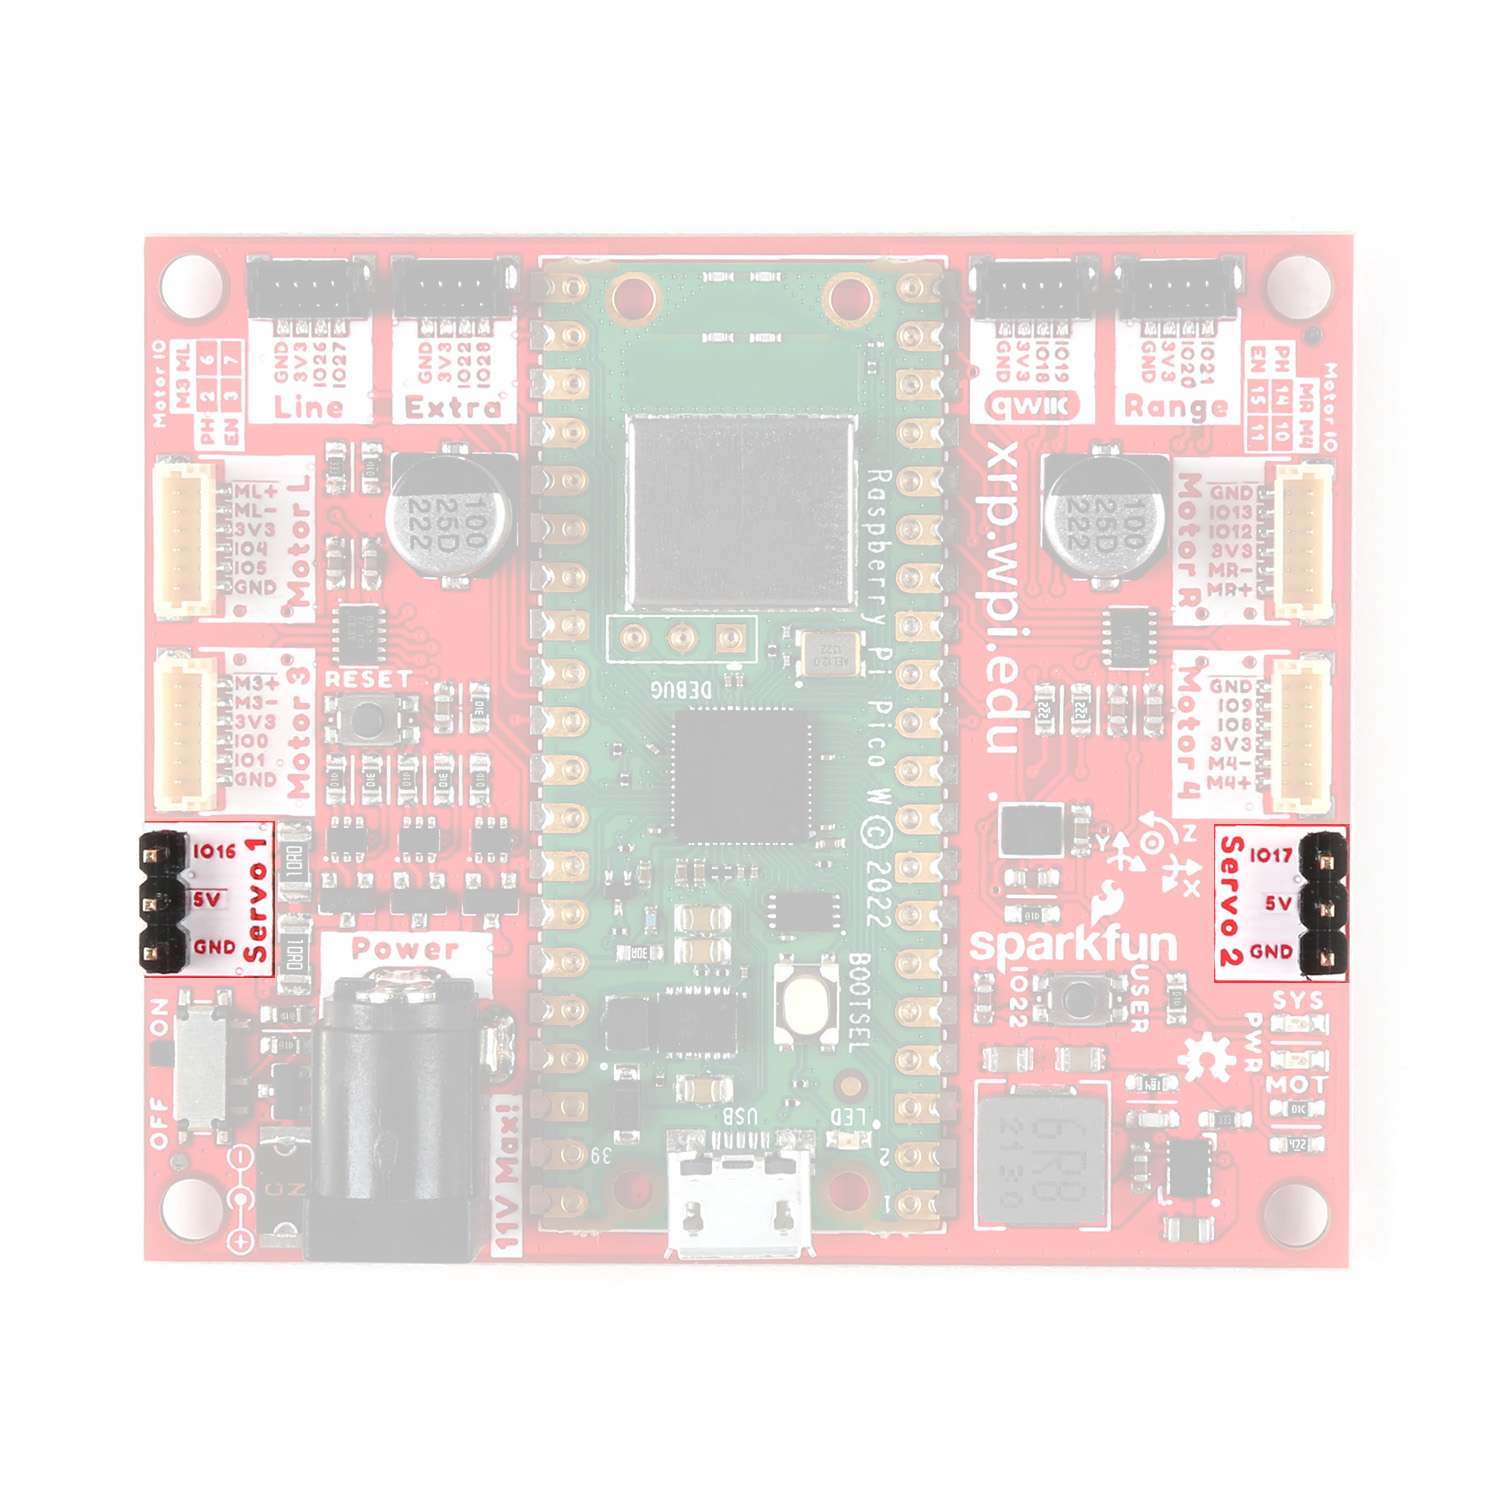 Motor IO
M3 ML
PH 2 6
EN 3 7
GND
3V3
IO26
IO27
Line
GND
3V3
IO22
IO28
Extra
GND
3V3
IO18
IO19
qwiic
GND
3V3
IO20
IO21
Range
Motor IO
MR M4
PH 14 10
EN 15 11
ML+
ML-
3V3
IO4
IO5
GND
Motor L
100
25D
222
100
25D
222
GND
IO13
IO12
3V3
MR-
MR+
Motor R
M3+
M3-
3V3
IO0
IO1
GND
Motor 3
RESET
GND
IO9
IO8
3V3
M4-
M4+
Motor 4
Raspberry Pi Pico W © 2022
DEBUG
xrp.wpi.edu
IO16
5V
GND
Servo 1
IO17
5V
GND
Servo 2
Y
Z
X
sparkfun
Power
ON
OFF
11V Max!
BOOTSEL
USB
LED
39
2
1
IO22
USER
SYS
PWR
MOT
6R8
2130